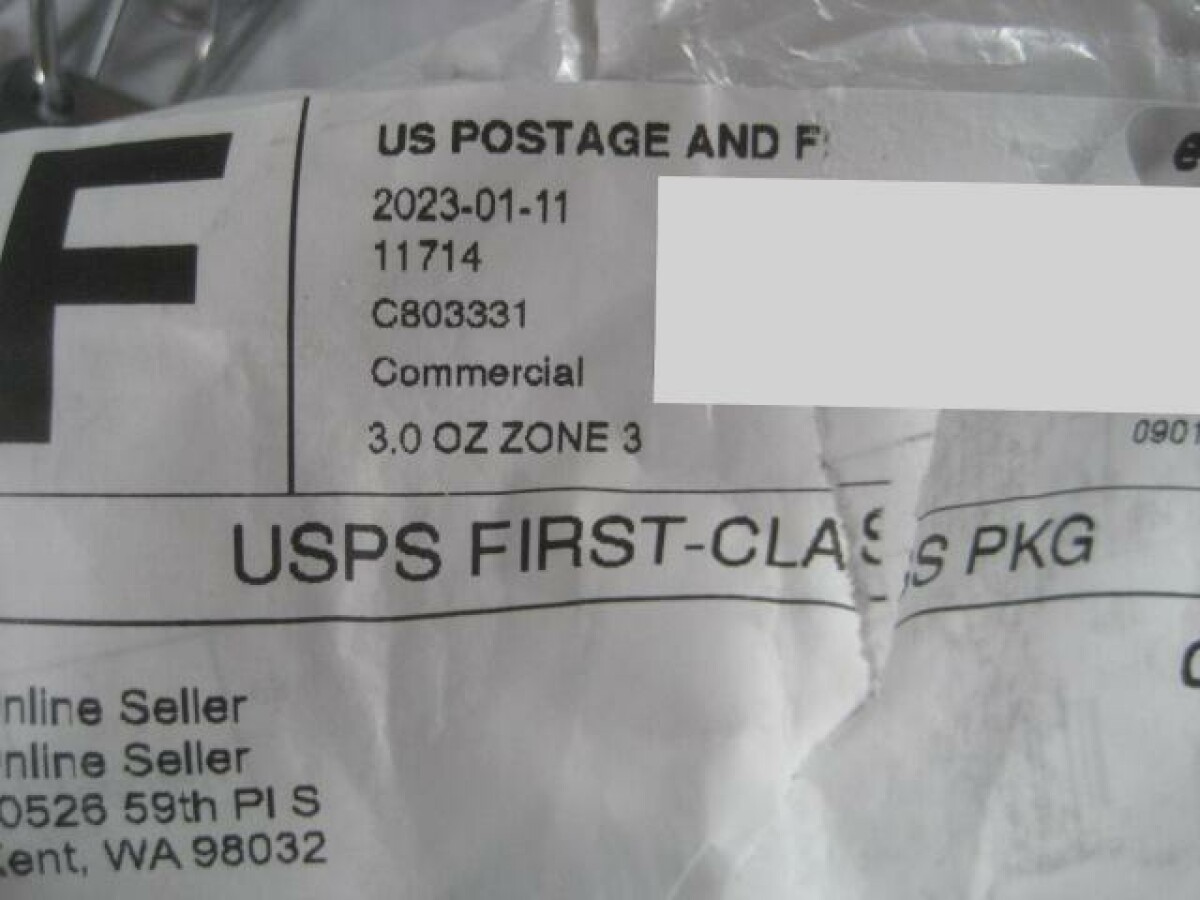 F
US POSTAGE AND F
2023-01-11
11714
C803331
Commercial
3.0 OZ ZONE 3
0901
USPS FIRST-CLASS PKG
nline Seller
nline Seller
0526 59th Pl S
Kent, WA 98032